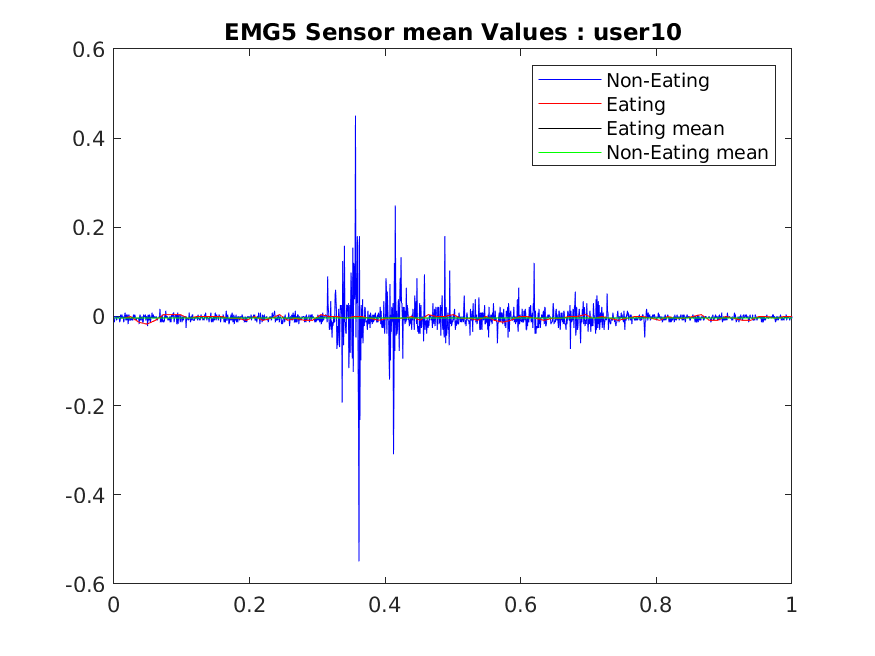 EMG5 Sensor mean Values : user10
Non-Eating
Eating
Eating mean
Non-Eating mean
0.6
0.4
0.2
0
-0.2
-0.4
-0.6
0 0.2 0.4 0.6 0.8 1